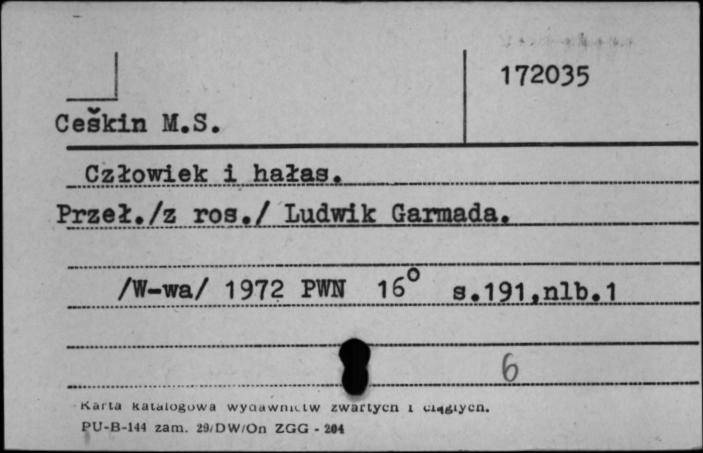 172035
Ceškin M.S.
Człowiek i hałas.
Przeł./z ros./ Ludwik Garmada.
/W-wa/ 1972 PWN 16° s.191,nlb.1
6
Karta katalogowa wydawnictw zwartych i ciągłych.
PU-B-144 zam. 29/DW/On ZGG - 204